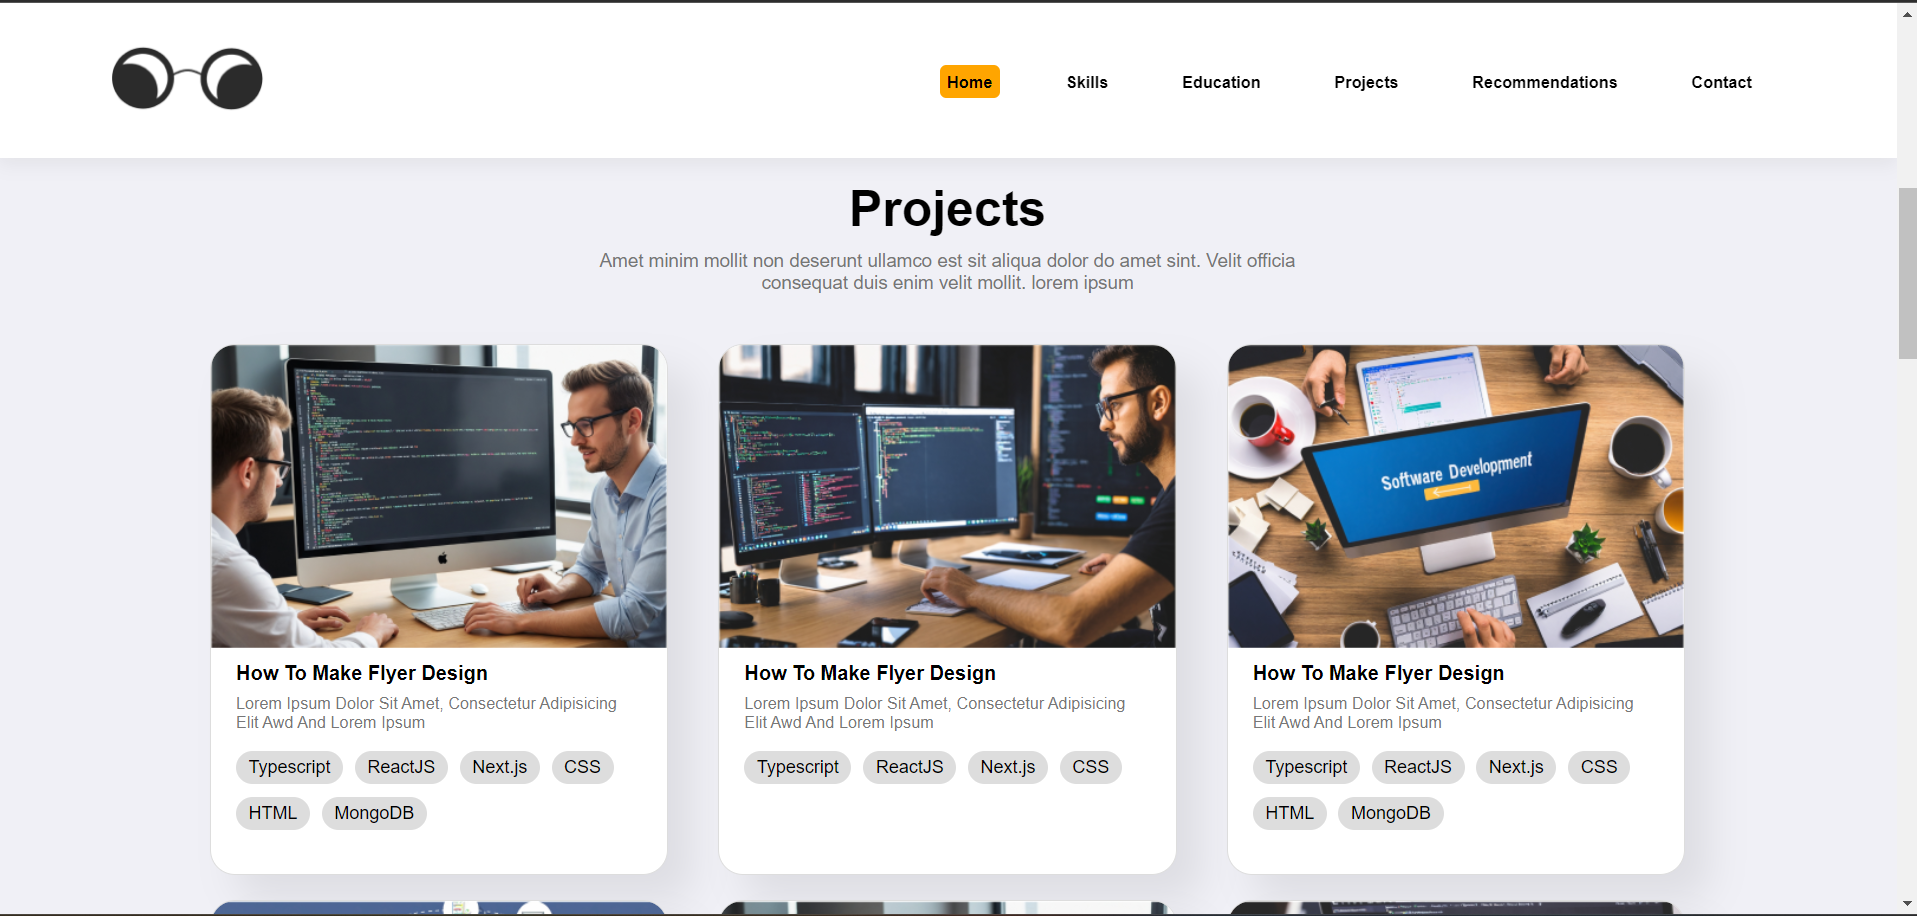 Home Skills Education Projects Recommendations Contact
Projects
Amet minim mollit non deserunt ullamco est sit aliqua dolor do amet sint. Velit officia
consequat duis enim velit mollit. lorem ipsum
Software Development
How To Make Flyer Design
Lorem Ipsum Dolor Sit Amet, Consectetur Adipisicing
Elit Awd And Lorem Ipsum
Typescript ReactJS Next.js CSS
HTML MongoDB
How To Make Flyer Design
Lorem Ipsum Dolor Sit Amet, Consectetur Adipisicing
Elit Awd And Lorem Ipsum
Typescript ReactJS Next.js CSS
How To Make Flyer Design
Lorem Ipsum Dolor Sit Amet, Consectetur Adipisicing
Elit Awd And Lorem Ipsum
Typescript ReactJS Next.js CSS
HTML MongoDB